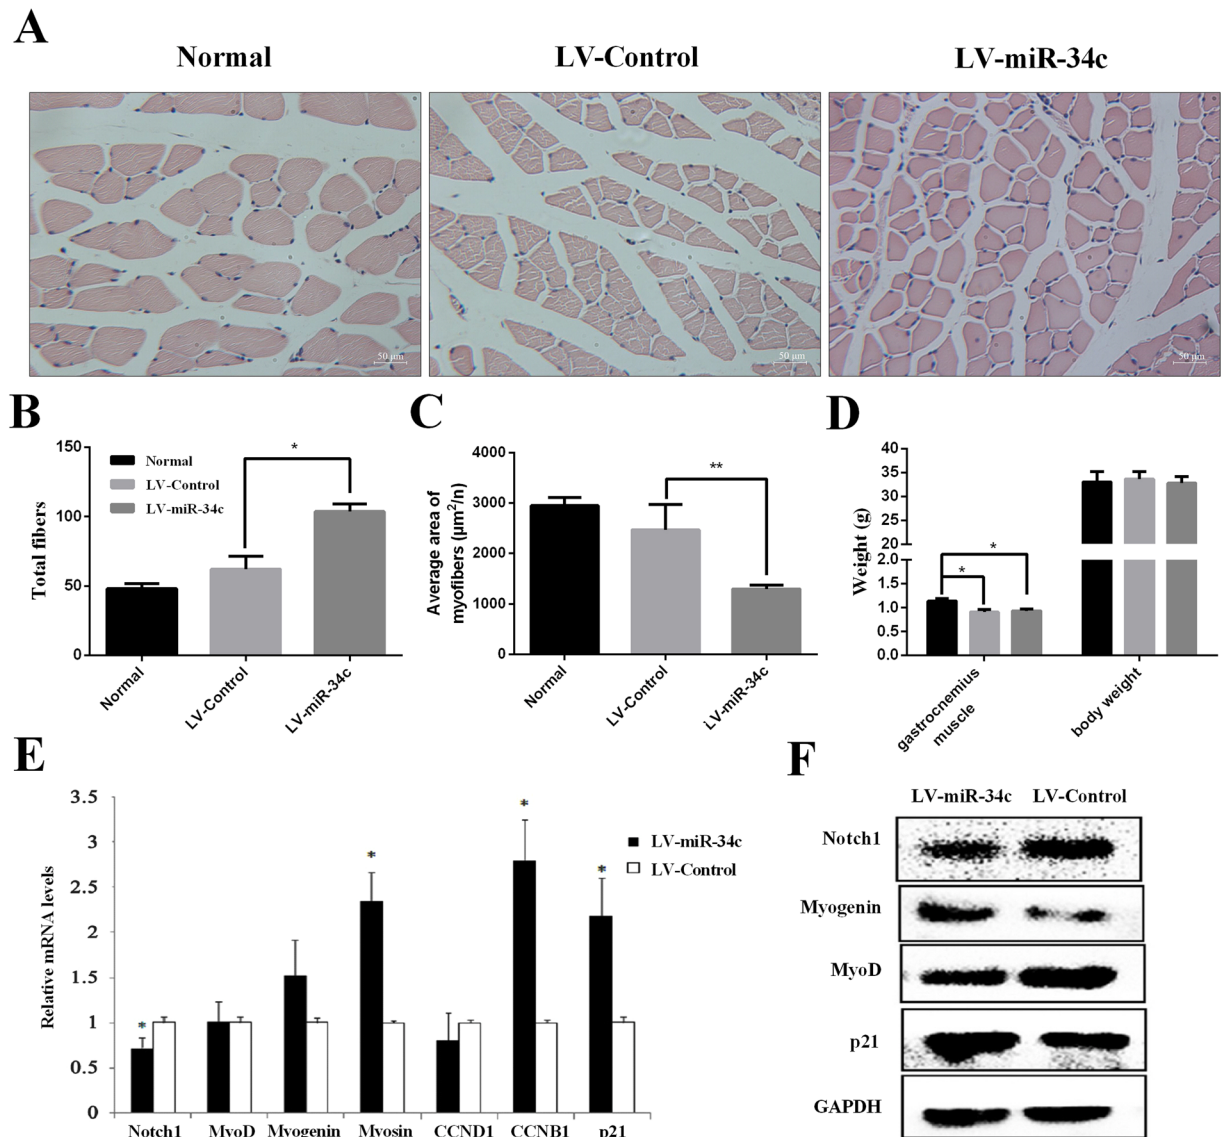 A
Normal
LV-Control
LV-miR-34c
50 µm
50 µm
50 µm
B
Total fibers
150
100
50
0
Normal
LV-Control
LV-miR-34c
*
Normal
LV-Control
LV-miR-34c
C
Average area of
myofibers (µm²/n)
4000
3000
2000
1000
0
**
Normal
LV-Control
LV-miR-34c
D
Weight (g)
40
35
30
25
20
2.0
1.5
1.0
0.5
0.0
*
*
gastrocnemius
muscle
body weight
E
Relative mRNA levels
3.5
3
2.5
2
1.5
1
0.5
0
*
*
*
*
LV-miR-34c
LV-Control
Notch1 MyoD Myogenin Myosin CCND1 CCNB1 p21
F
LV-miR-34c LV-Control
Notch1
Myogenin
MyoD
p21
GAPDH